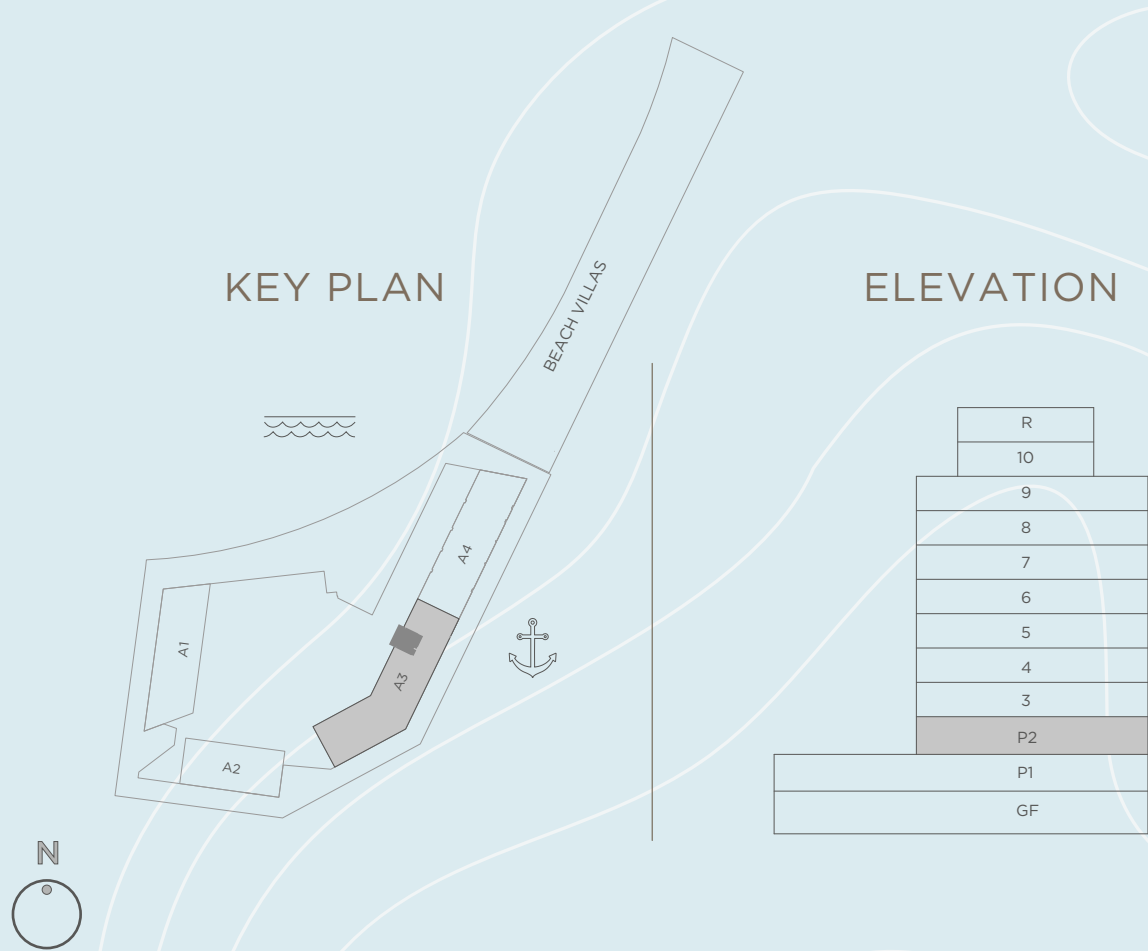 KEY PLAN
ELEVATION
BEACH VILLAS
A4
A3
A1
A2
N
R
10
9
8
7
6
5
4
3
P2
P1
GF